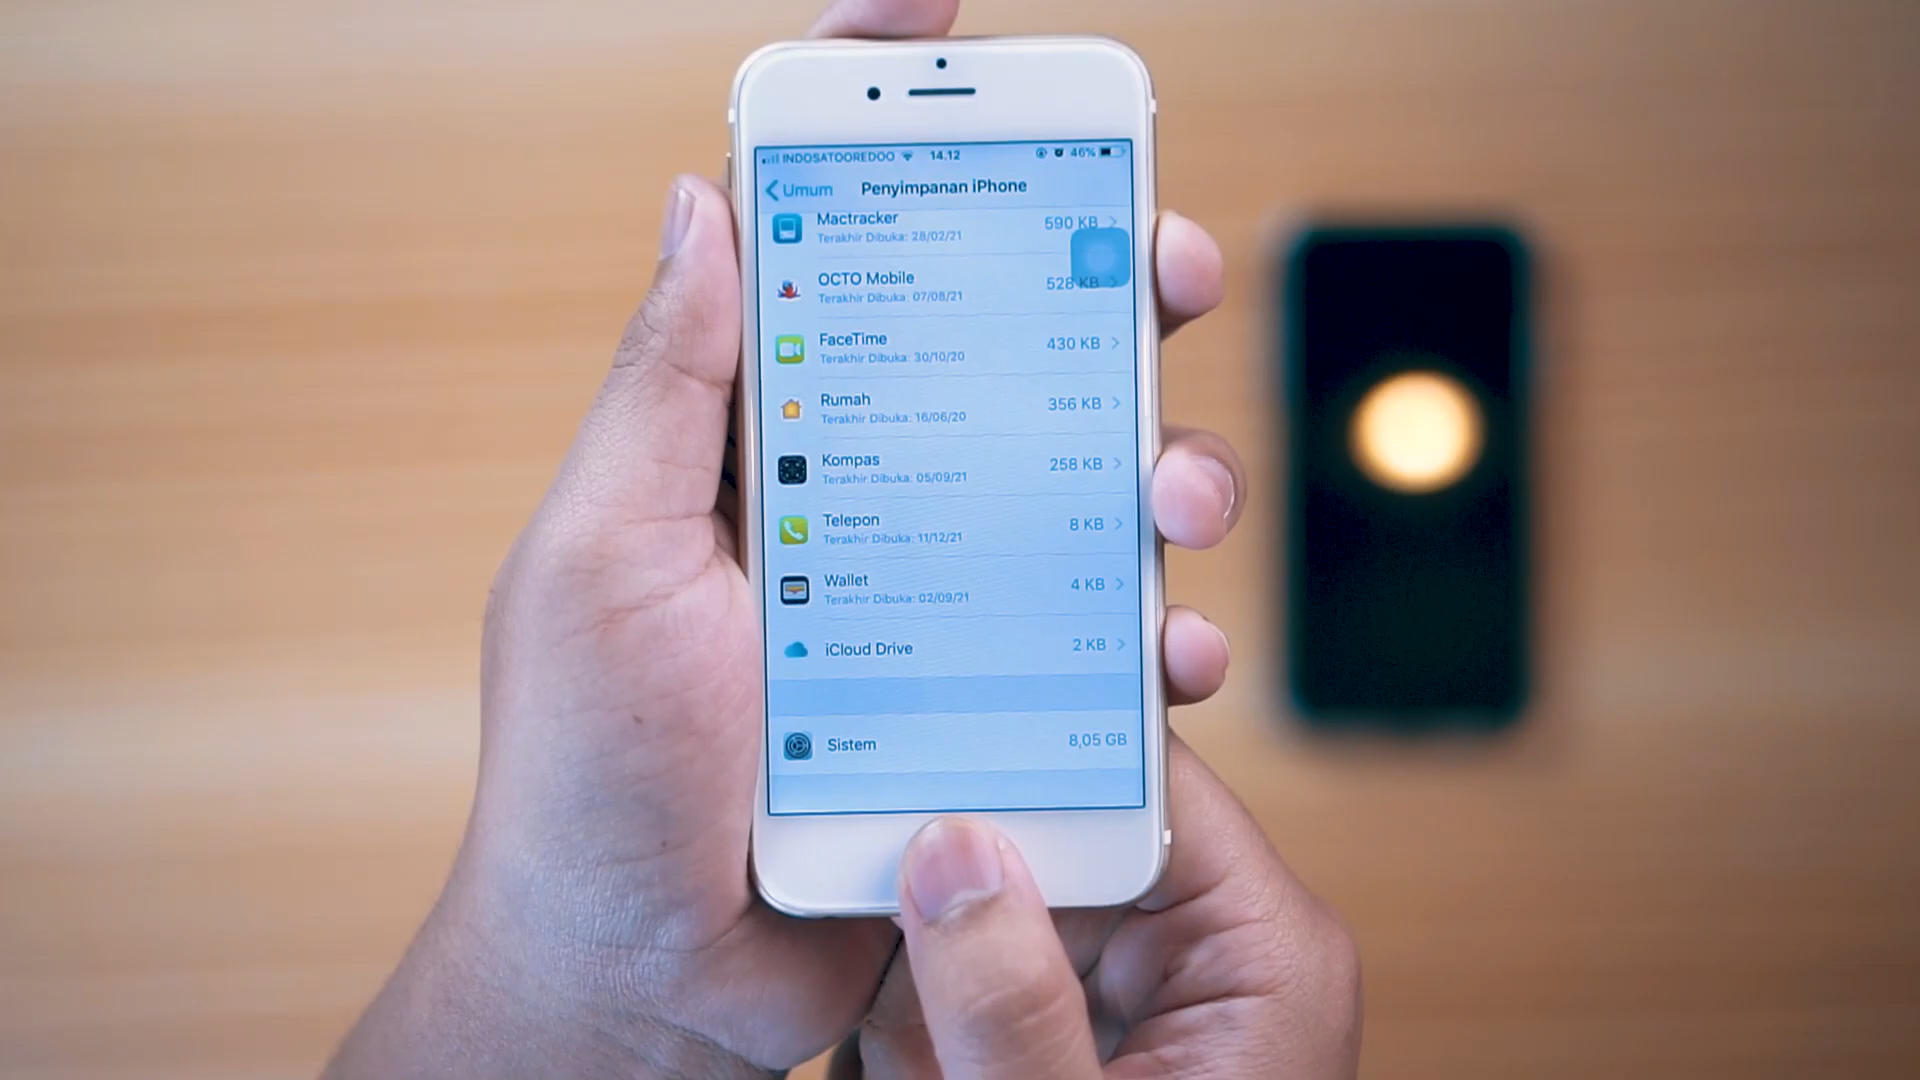 INDOSATOOREDOO 14.12 46%
Umum Penyimpanan iPhone
Mactracker 590 KB
Terakhir Dibuka: 28/02/21
OCTO Mobile 528 KB
Terakhir Dibuka: 07/08/21
FaceTime 430 KB
Terakhir Dibuka: 30/10/20
Rumah 356 KB
Terakhir Dibuka: 16/06/20
Kompas 258 KB
Terakhir Dibuka: 05/09/21
Telepon 8 KB
Terakhir Dibuka: 11/12/21
Wallet 4 KB
Terakhir Dibuka: 02/09/21
iCloud Drive 2 KB
Sistem 8,05 GB